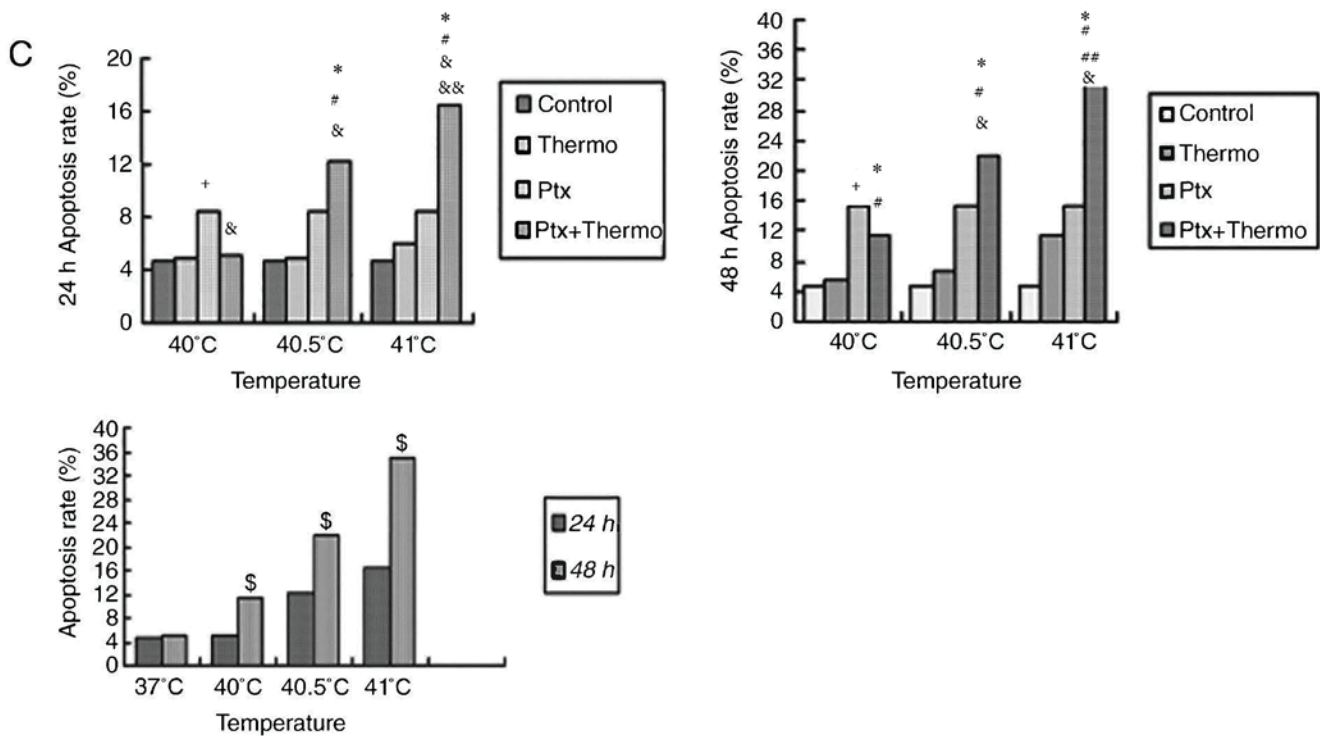 C
24 h Apoptosis rate (%)
20
16
12
8
4
0
+
&
*
#
&
*
#
&
&&
40°C
40.5°C
41°C
Temperature
Control
Thermo
Ptx
Ptx+Thermo
48 h Apoptosis rate (%)
40
36
32
28
24
20
16
12
8
4
0
+
*
#
*
#
&
*
#
##
&
40°C
40.5°C
41°C
Temperature
Control
Thermo
Ptx
Ptx+Thermo
Apoptosis rate (%)
40
36
32
28
24
20
16
12
8
4
0
$
$
$
37°C
40°C
40.5°C
41°C
Temperature
24 h
48 h